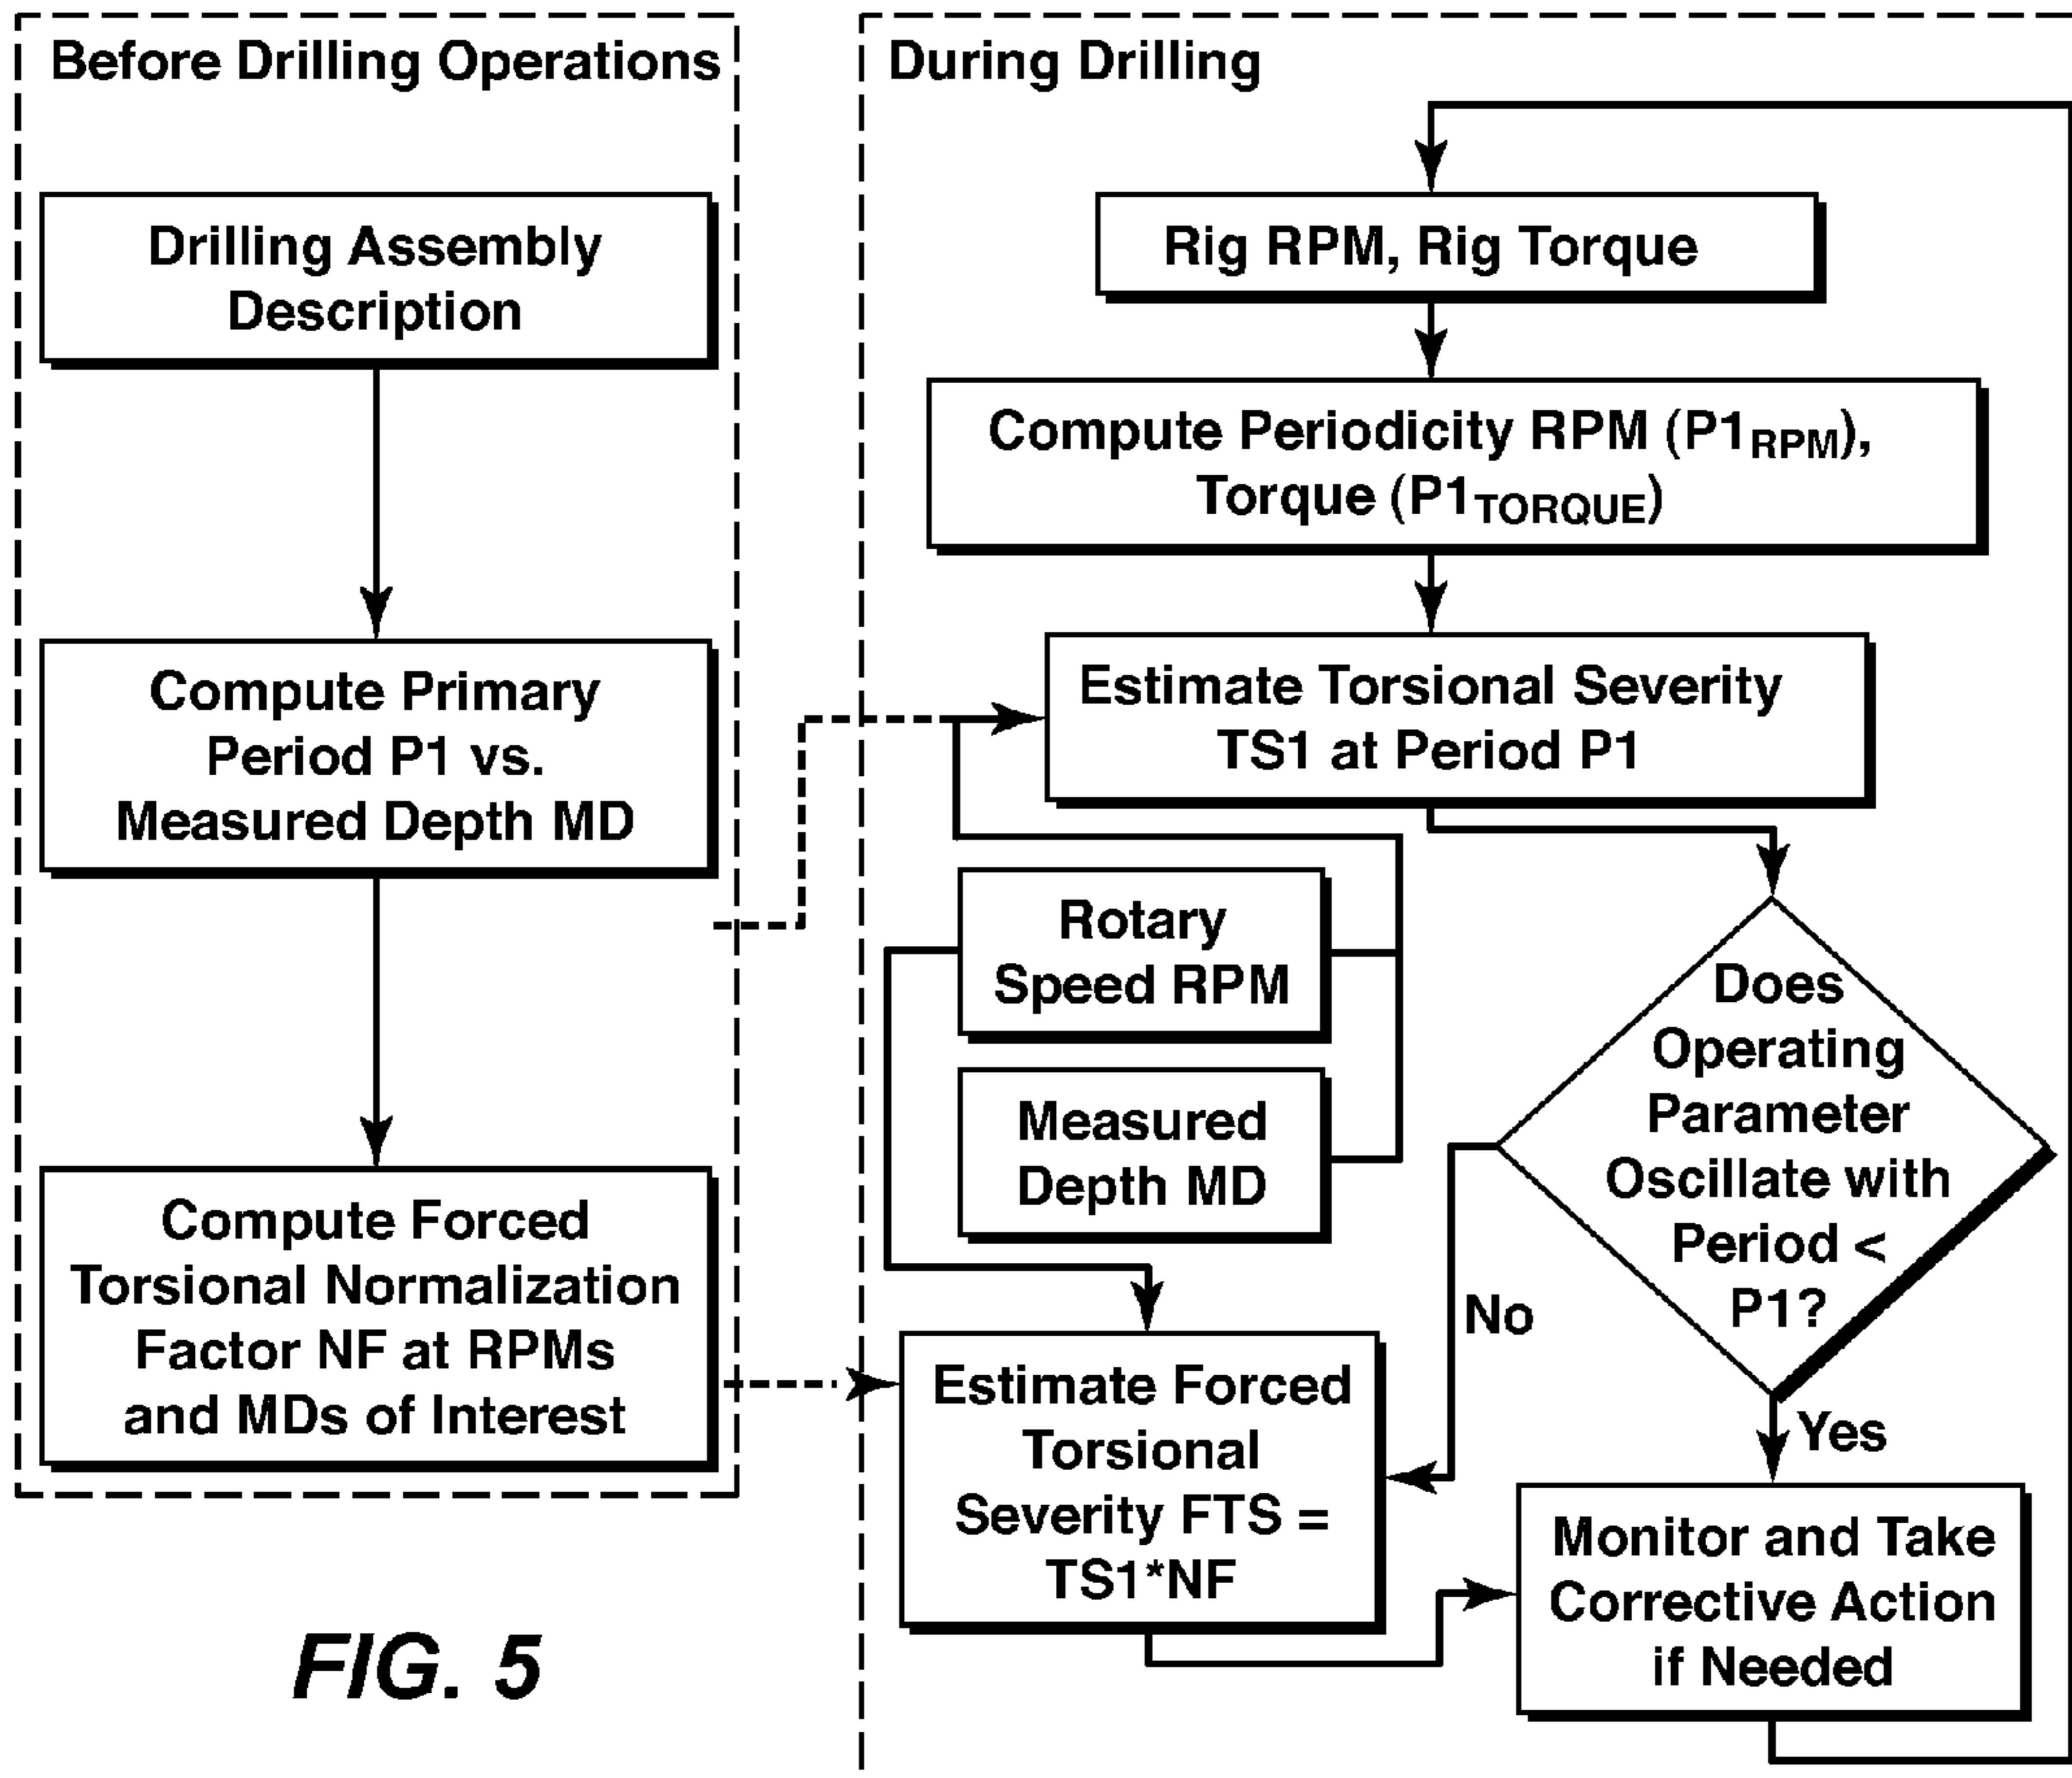 Before Drilling Operations
Drilling Assembly
Description
Compute Primary
Period P1 vs.
Measured Depth MD
Compute Forced
Torsional Normalization
Factor NF at RPMs
and MDs of Interest
FIG. 5
During Drilling
Rig RPM, Rig Torque
Compute Periodicity RPM (P1RPM),
Torque (P1TORQUE)
Estimate Torsional Severity
TS1 at Period P1
Rotary
Speed RPM
Measured
Depth MD
Does
Operating
Parameter
Oscillate with
Period <
P1?
No
Yes
Estimate Forced
Torsional
Severity FTS =
TS1*NF
Monitor and Take
Corrective Action
if Needed